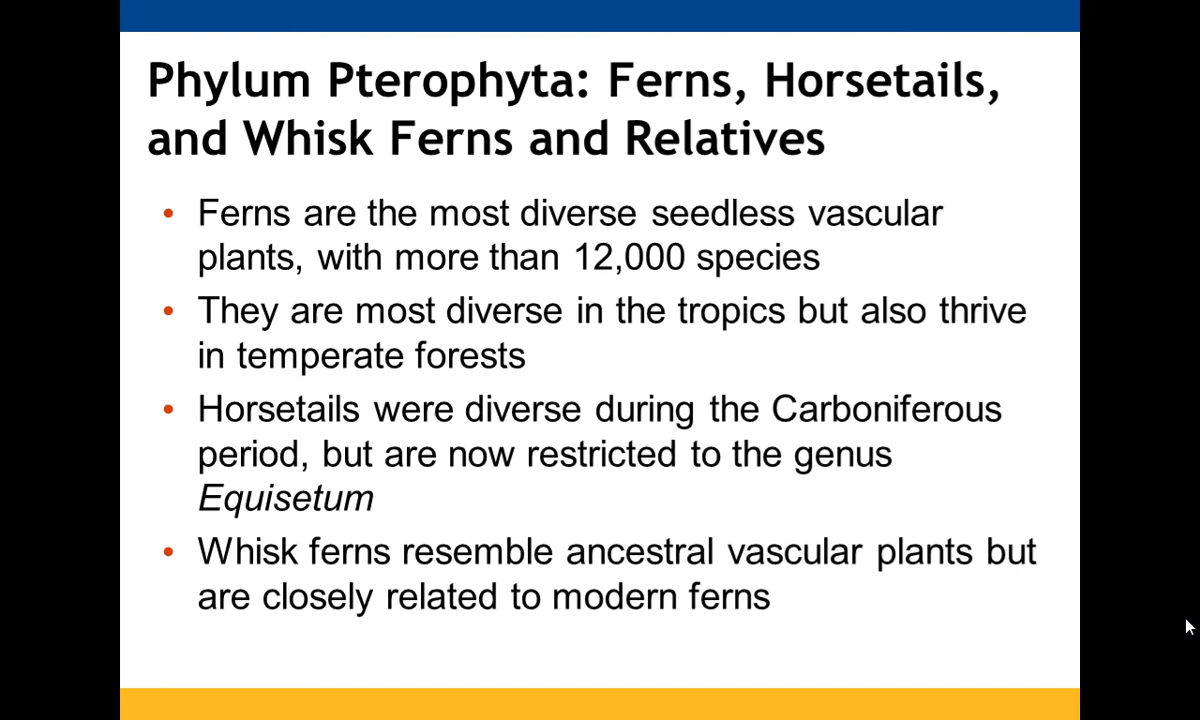 Phylum Pterophyta: Ferns, Horsetails,
and Whisk Ferns and Relatives
• Ferns are the most diverse seedless vascular
plants, with more than 12,000 species
• They are most diverse in the tropics but also thrive
in temperate forests
• Horsetails were diverse during the Carboniferous
period, but are now restricted to the genus
Equisetum
• Whisk ferns resemble ancestral vascular plants but
are closely related to modern ferns